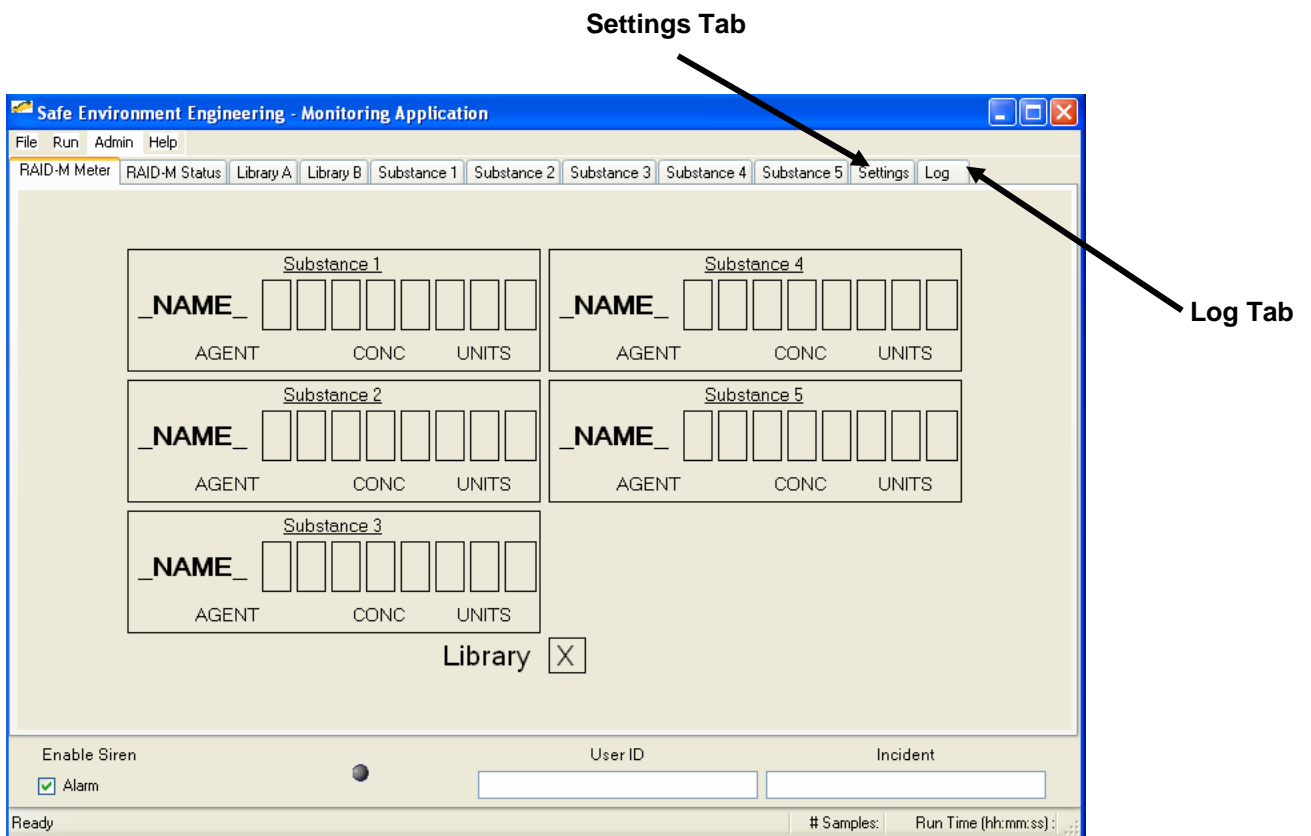 Settings Tab
Safe Environment Engineering - Monitoring Application
File Run Admin Help
RAID-M Meter RAID-M Status Library A Library B Substance 1 Substance 2 Substance 3 Substance 4 Substance 5 Settings Log
Log Tab
Substance 1
_NAME_
AGENT CONC UNITS
Substance 4
_NAME_
AGENT CONC UNITS
Substance 2
_NAME_
AGENT CONC UNITS
Substance 5
_NAME_
AGENT CONC UNITS
Substance 3
_NAME_
AGENT CONC UNITS
Library X
Enable Siren
Alarm
User ID
Incident
Ready # Samples: Run Time (hh:mm:ss) :